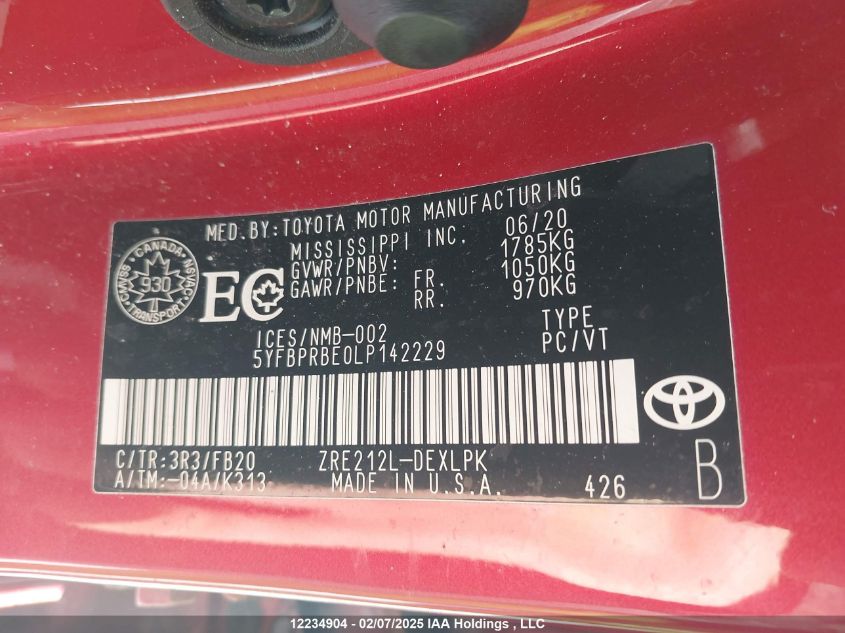 MFD.BY:TOYOTA MOTOR MANUFACTURING
MISSISSIPPI INC. 06/20
GVWR/PNBV: 1785KG
GAWR/PNBE: FR. 1050KG
RR. 970KG
CANADA
CMVSS 930 NSVAC
TRANSPORT
EC
ICES/NMB-002
5YFBPRBE0LP142229
TYPE
PC/VT
C/TR:3R3/FB20 ZRE212L-DEXLPK
A/TM:-04A/K313 MADE IN U.S.A. 426 B
12234904 - 02/07/2025 IAA Holdings , LLC